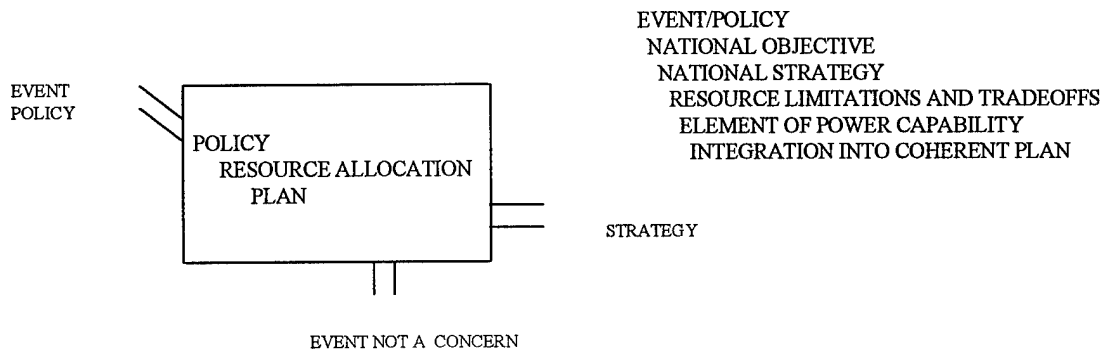 EVENT/POLICY
NATIONAL OBJECTIVE
NATIONAL STRATEGY
RESOURCE LIMITATIONS AND TRADEOFFS
ELEMENT OF POWER CAPABILITY
INTEGRATION INTO COHERENT PLAN
EVENT
POLICY
POLICY
RESOURCE ALLOCATION
PLAN
STRATEGY
EVENT NOT A CONCERN